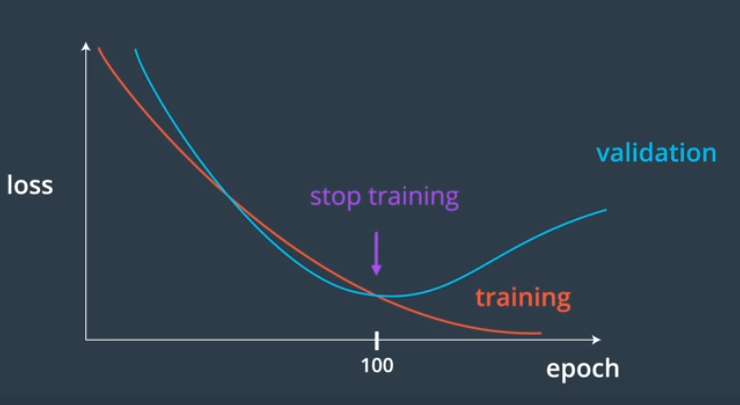 validation
loss
stop training
training
100
epoch